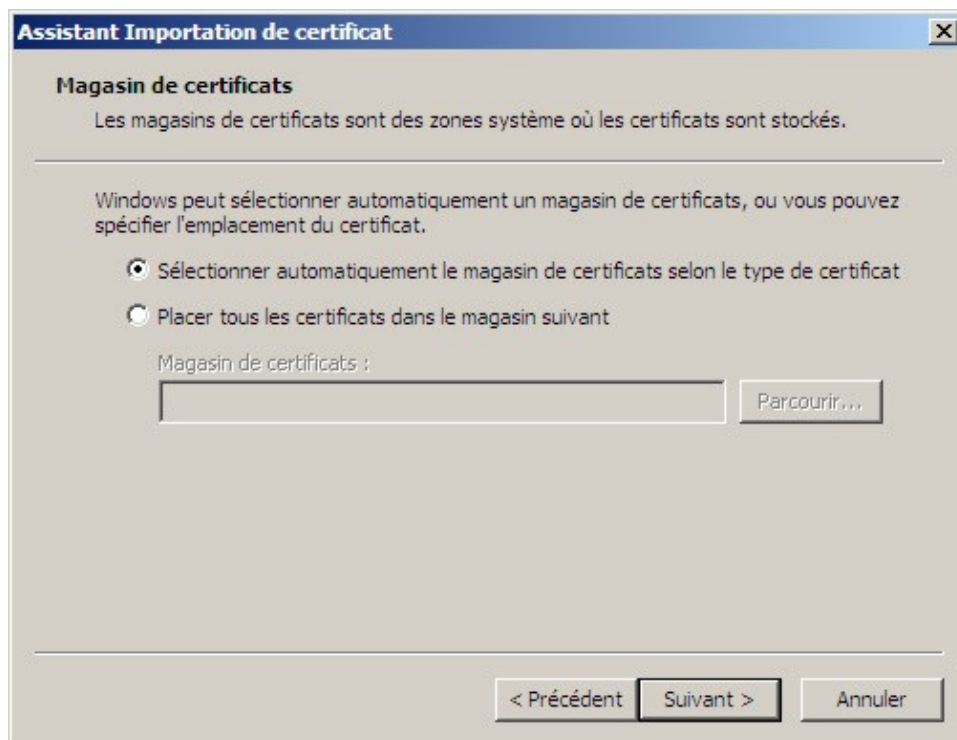 Assistant Importation de certificat
Magasin de certificats
Les magasins de certificats sont des zones système où les certificats sont stockés.
Windows peut sélectionner automatiquement un magasin de certificats, ou vous pouvez
spécifier l'emplacement du certificat.
Sélectionner automatiquement le magasin de certificats selon le type de certificat
Placer tous les certificats dans le magasin suivant
Magasin de certificats :
Parcourir...
< Précédent Suivant > Annuler